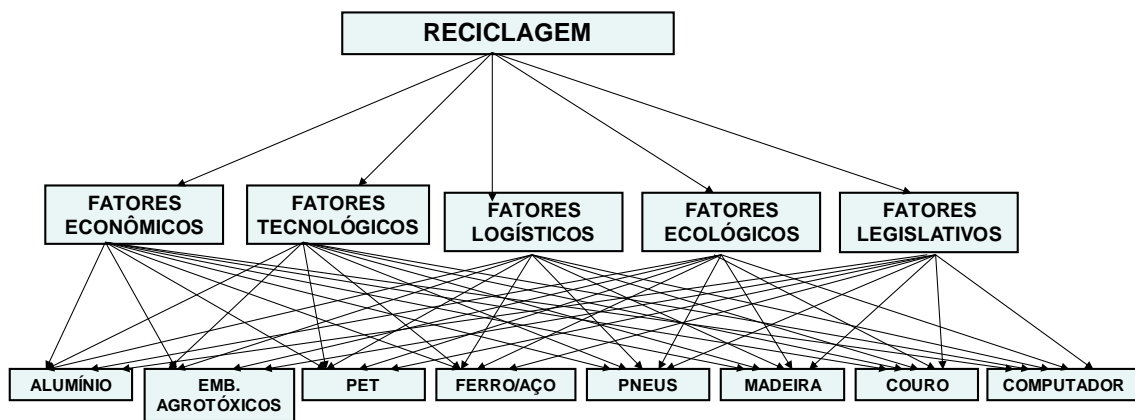 RECICLAGEM
FATORES
ECONÔMICOS
FATORES
TECNOLÓGICOS
FATORES
LOGÍSTICOS
FATORES
ECOLÓGICOS
FATORES
LEGISLATIVOS
ALUMÍNIO
EMB.
AGROTÓXICOS
PET
FERRO/AÇO
PNEUS
MADEIRA
COURO
COMPUTADOR